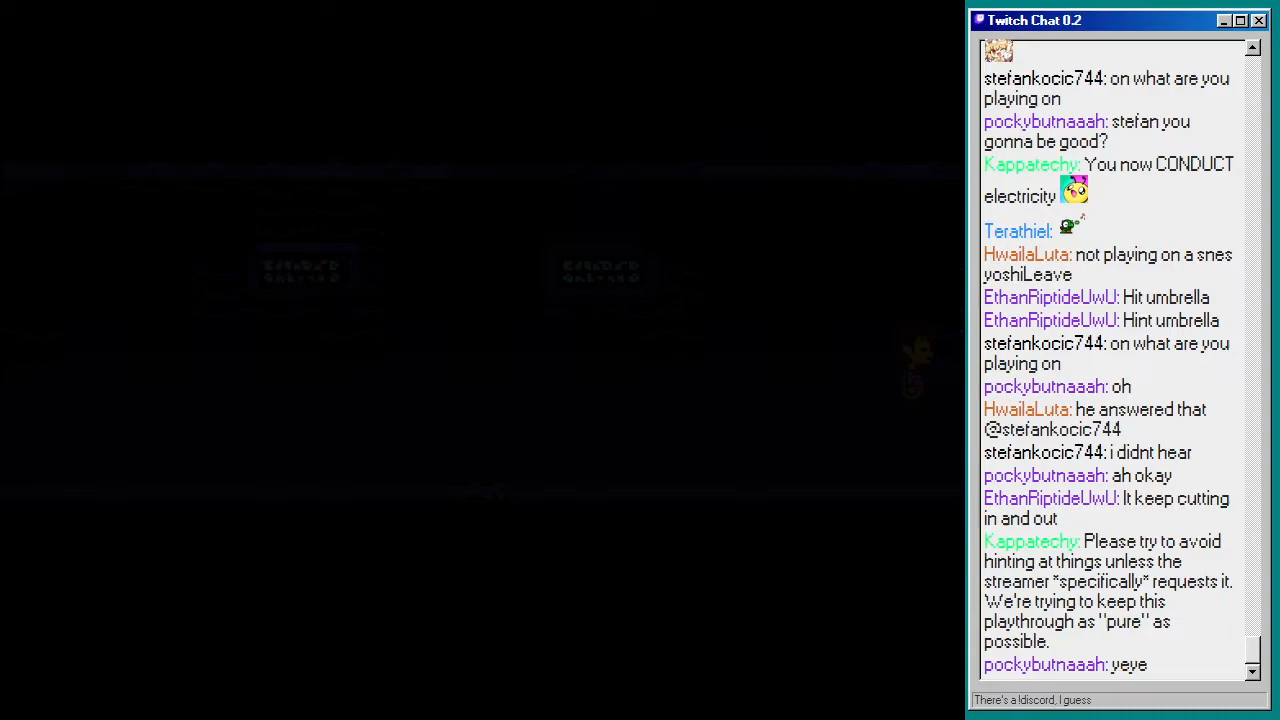 Twitch Chat 0.2
stefankocic744: on what are you
playing on
pockybutnaaah: stefan you
gonna be good?
Kappatechy: You now CONDUCT
electricity
Terathiel:
HwailaLuta: not playing on a snes
yoshiLeave
EthanRiptideUwU: Hit umbrella
EthanRiptideUwU: Hint umbrella
stefankocic744: on what are you
playing on
pockybutnaaah: oh
HwailaLuta: he answered that
@stefankocic744
stefankocic744: i didnt hear
pockybutnaaah: ah okay
EthanRiptideUwU: It keep cutting
in and out
Kappatechy: Please try to avoid
hinting at things unless the
streamer *specifically* requests it.
We're trying to keep this
playthrough as "pure" as
possible.
pockybutnaaah: yeye
There's a !discord, I guess